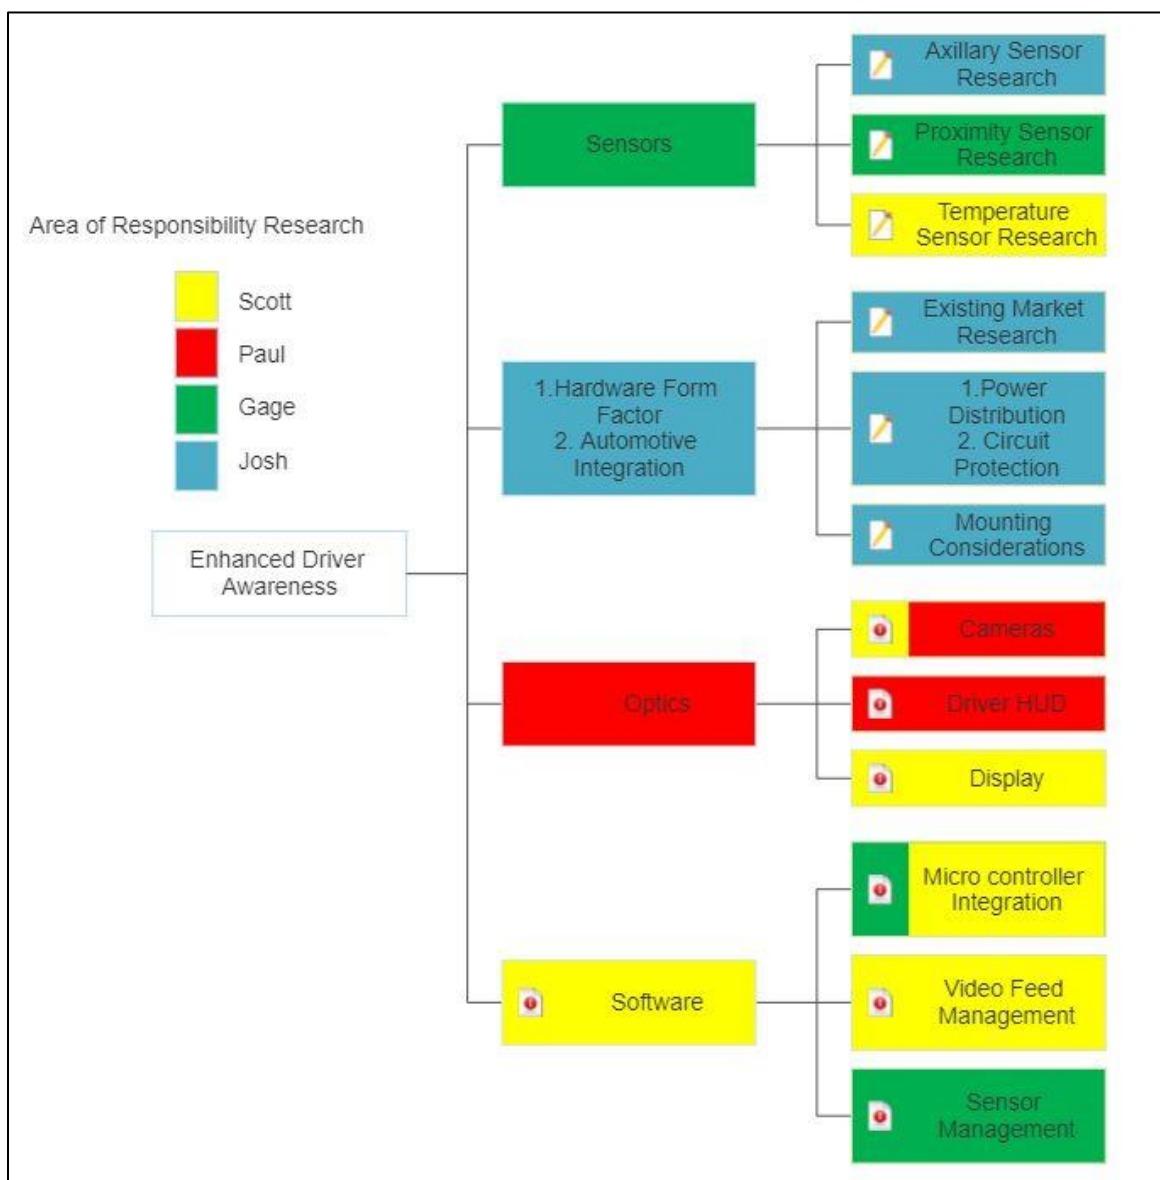 Area of Responsibility Research
Scott
Paul
Gage
Josh
Enhanced Driver
Awareness
Sensors
Axillary Sensor
Research
Proximity Sensor
Research
Temperature
Sensor Research
1.Hardware Form
Factor
2. Automotive
Integration
Existing Market
Research
1.Power
Distribution
2. Circuit
Protection
Mounting
Considerations
Optics
Cameras
Driver HUD
Display
Software
Micro controller
Integration
Video Feed
Management
Sensor
Management